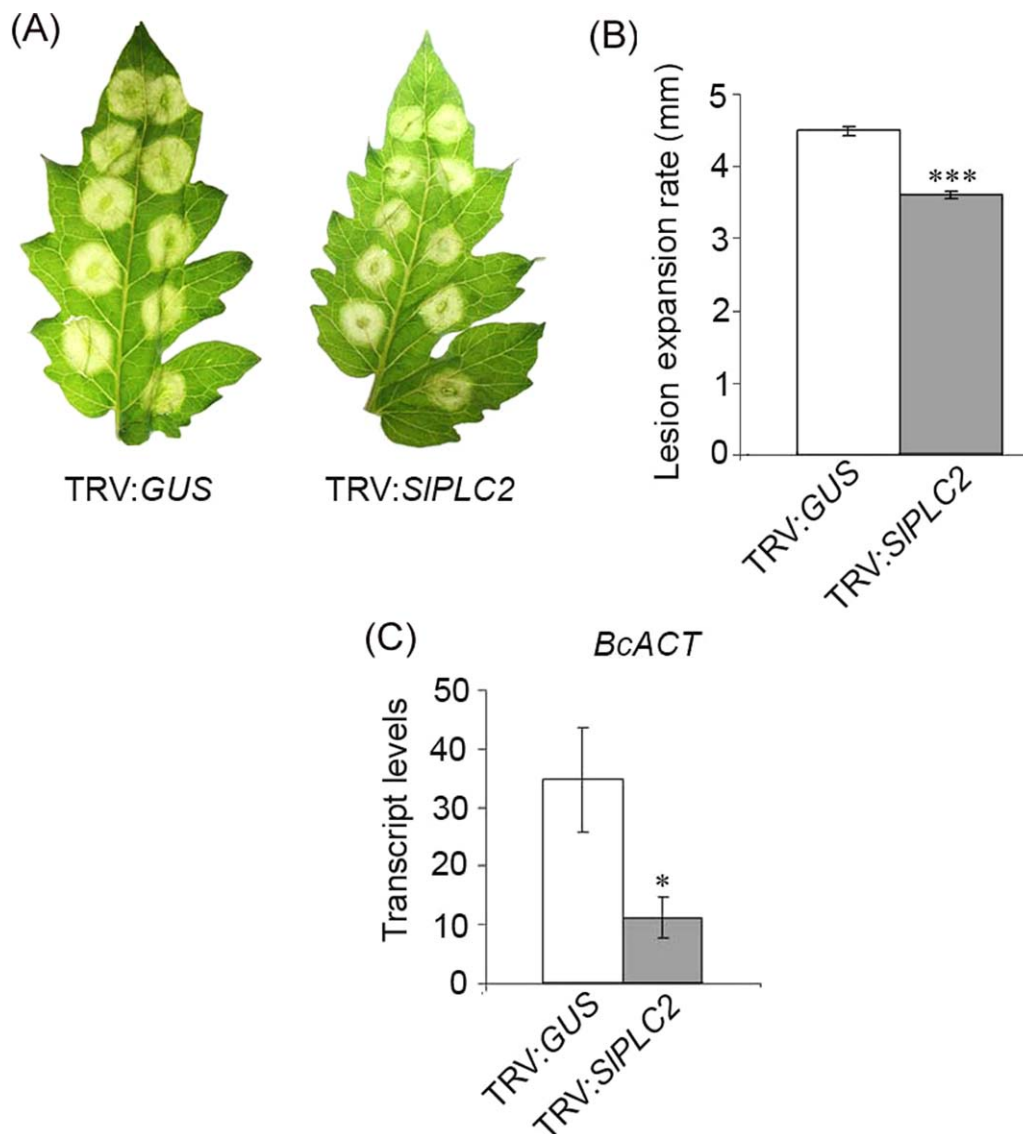 (A)
TRV:GUS
TRV:SlPLC2
(B)
Lesion expansion rate (mm)
5
4
3
2
1
0
***
TRV:GUS
TRV:SlPLC2
(C)
BcACT
Transcript levels
50
40
30
20
10
0
*
TRV:GUS
TRV:SlPLC2